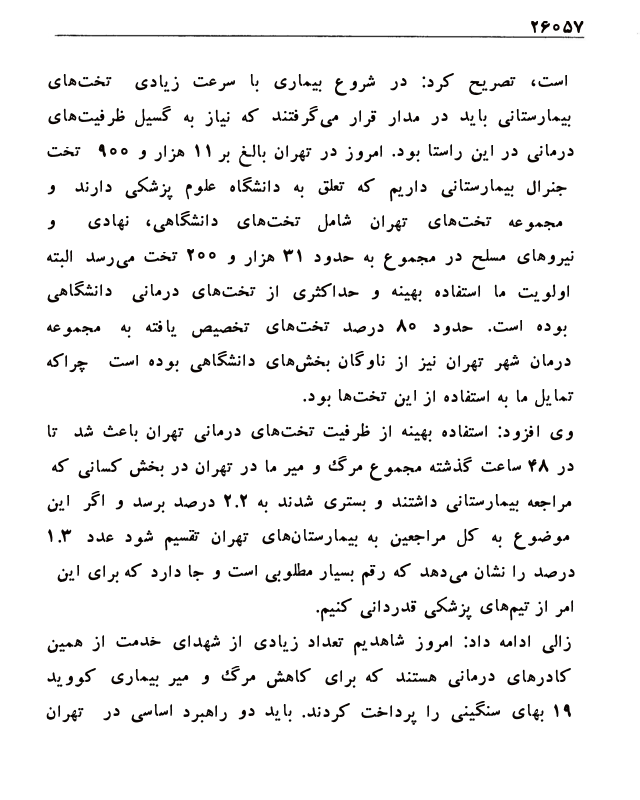 ۲۶۰۵۷
است، تصریح کرد: در شروع بیماری با سرعت زیادی تخت‌های
بیمارستانی باید در مدار قرار می‌گرفتند که نیاز به گسیل ظرفیت‌های
درمانی در این راستا بود. امروز در تهران بالغ بر ۱۱ هزار و ۹۰۰ تخت
جنرال بیمارستانی داریم که تعلق به دانشگاه علوم پزشکی دارند و
مجموعه تخت‌های تهران شامل تخت‌های دانشگاهی، نهادی و
نیروهای مسلح در مجموع به حدود ۳۱ هزار و ۲۰۰ تخت می‌رسد البته
اولویت ما استفاده بهینه و حداکثری از تخت‌های درمانی دانشگاهی
بوده است. حدود ۸۰ درصد تخت‌های تخصیص یافته به مجموعه
درمان شهر تهران نیز از ناوگان بخش‌های دانشگاهی بوده است چراکه
تمایل ما به استفاده از این تخت‌ها بود.
وی افزود: استفاده بهینه از ظرفیت تخت‌های درمانی تهران باعث شد تا
در ۴۸ ساعت گذشته مجموع مرگ و میر ما در تهران در بخش کسانی که
مراجعه بیمارستانی داشتند و بستری شدند به ۲.۲ درصد برسد و اگر این
موضوع به کل مراجعین به بیمارستان‌های تهران تقسیم شود عدد ۱.۳
درصد را نشان می‌دهد که رقم بسیار مطلوبی است و جا دارد که برای این
امر از تیم‌های پزشکی قدردانی کنیم.
زالی ادامه داد: امروز شاهدیم تعداد زیادی از شهدای خدمت از همین
کادرهای درمانی هستند که برای کاهش مرگ و میر بیماری کووید
۱۹ بهای سنگینی را پرداخت کردند. باید دو راهبرد اساسی در تهران